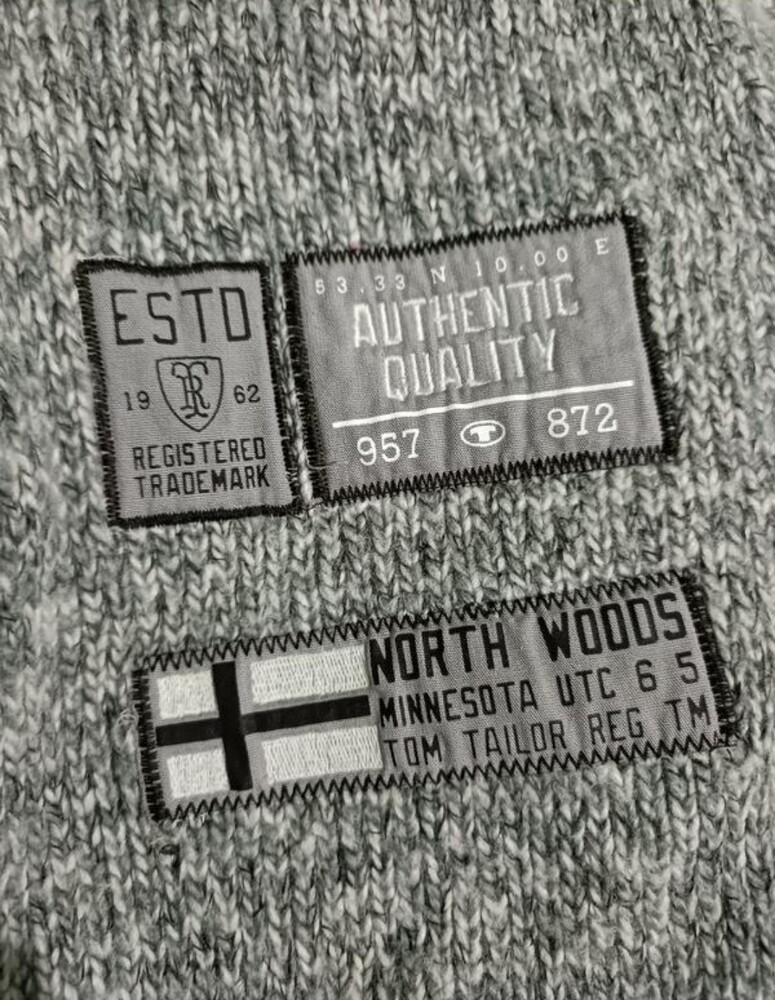 ESTD
19 TR 62
REGISTERED
TRADEMARK
53.33 N 10.00 E
AUTHENTIC
QUALITY
957 T 872
NORTH WOODS
MINNESOTA UTC 6 5
TOM TAILOR REG TM